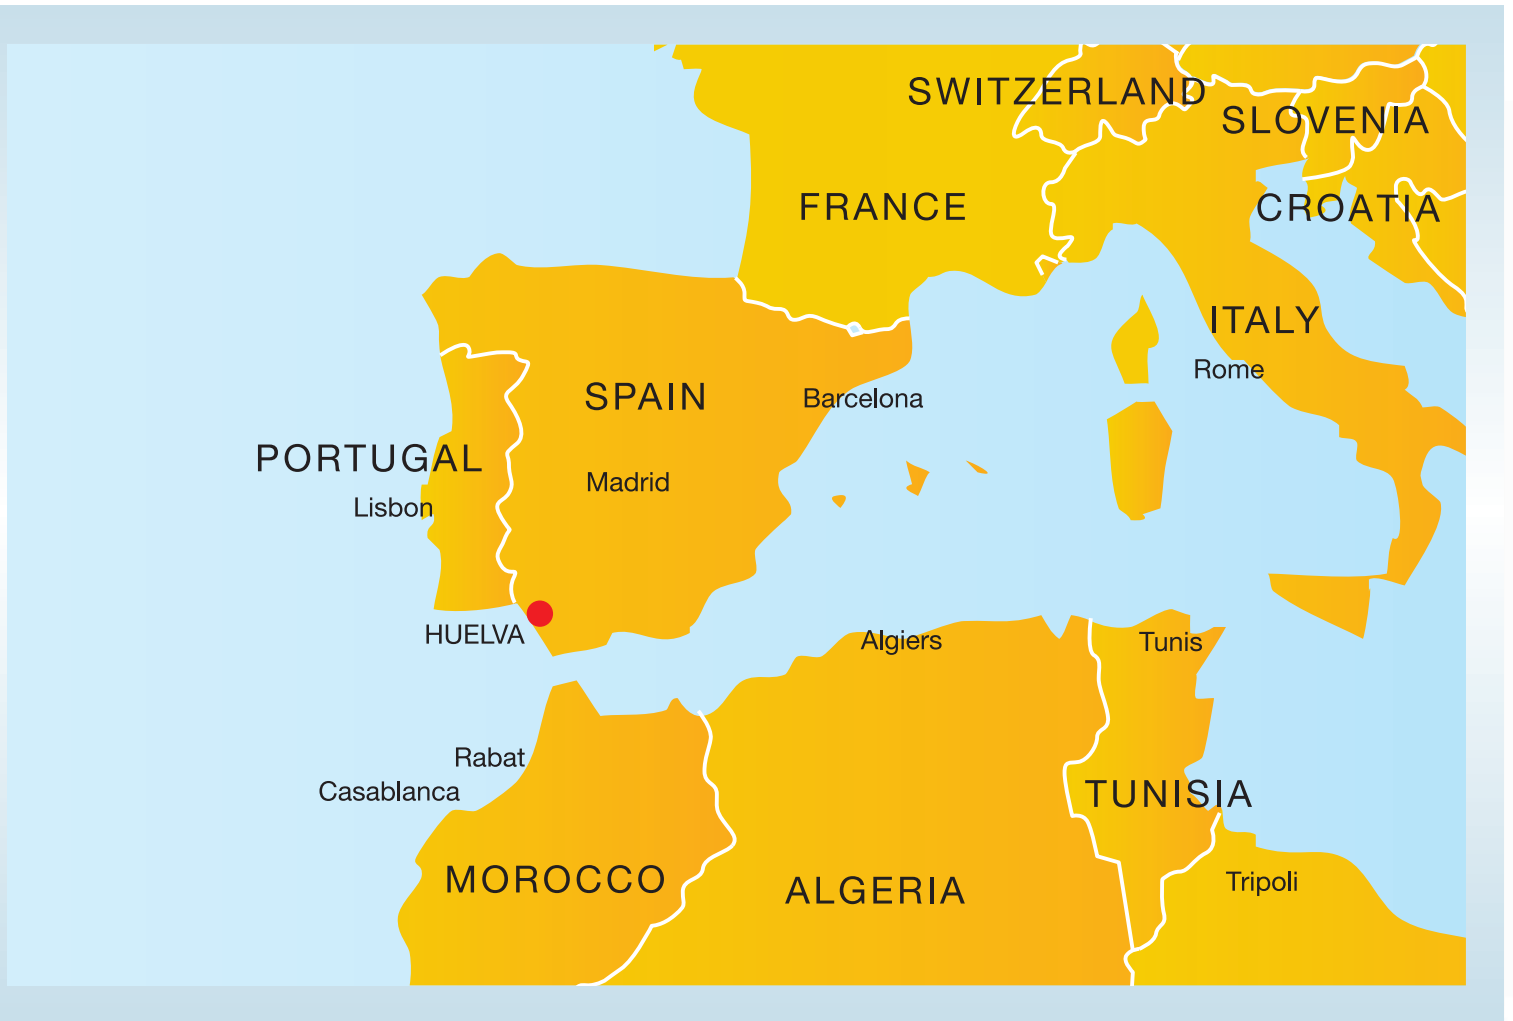 SWITZERLAND
SLOVENIA
FRANCE
CROATIA
ITALY
Rome
SPAIN
Barcelona
PORTUGAL
Madrid
Lisbon
HUELVA
Algiers
Tunis
Rabat
Casablanca
TUNISIA
MOROCCO
ALGERIA
Tripoli